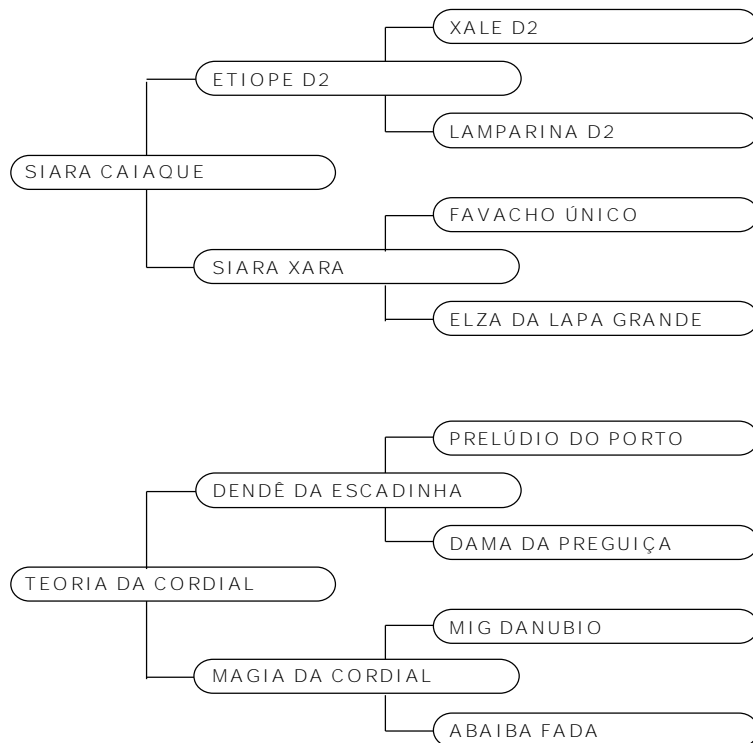 XALE D2
ETIOPE D2
LAMPARINA D2
SIARA CAIAQUE
FAVACHO ÚNICO
SIARA XARA
ELZA DA LAPA GRANDE
PRELÚDIO DO PORTO
DENDÊ DA ESCADINHA
DAMA DA PREGUIÇA
TEORIA DA CORDIAL
MIG DANUBIO
MAGIA DA CORDIAL
ABAIBA FADA